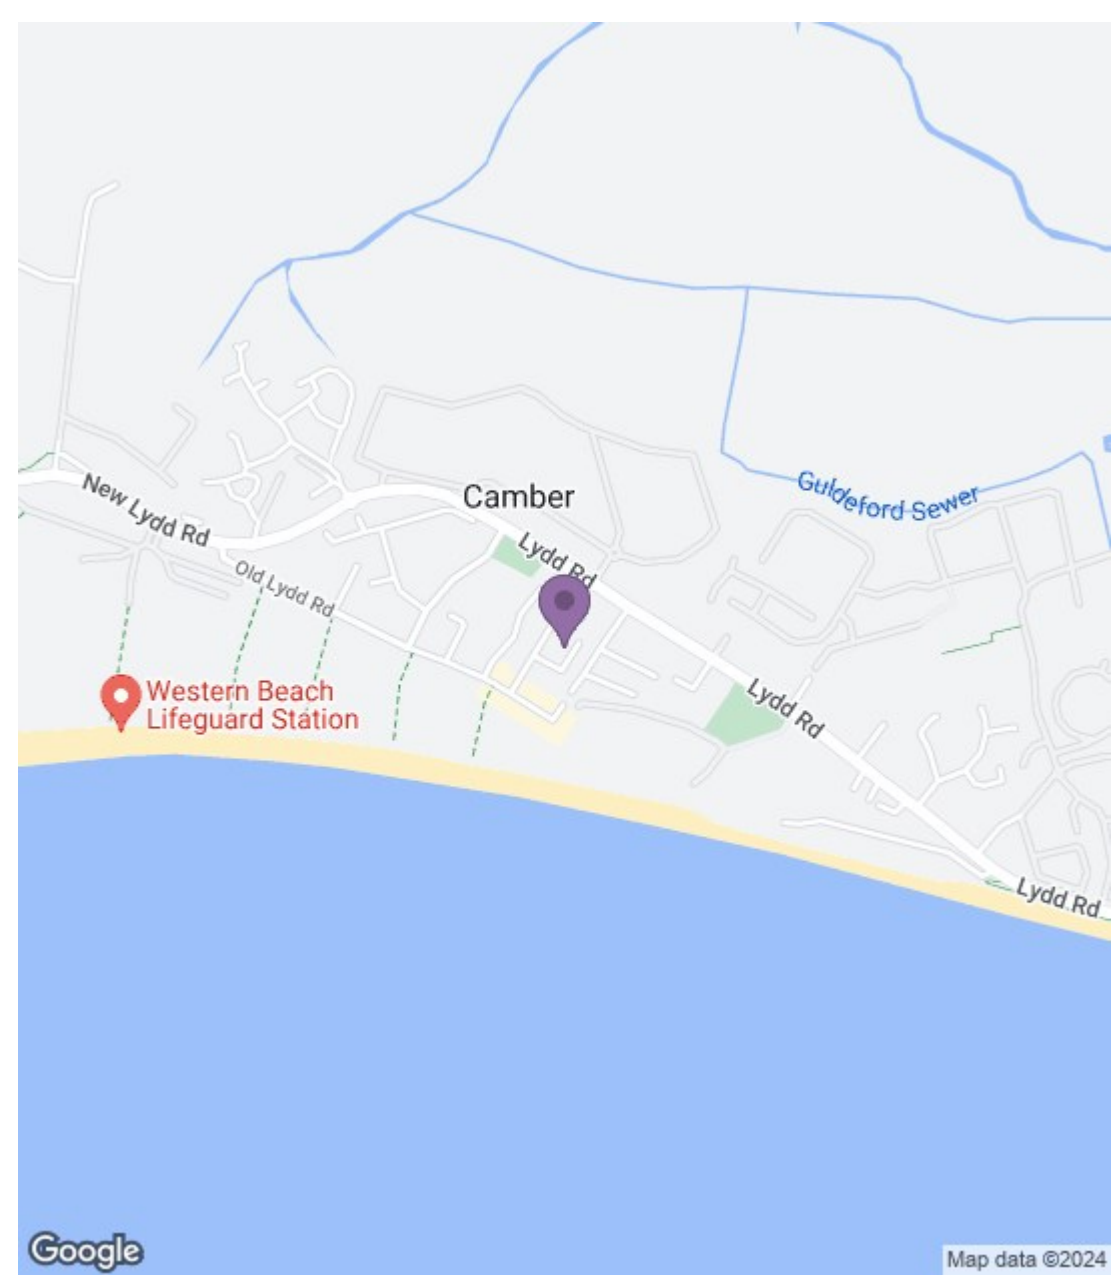 Camber
New Lydd Rd
Lydd Rd
Old Lydd Rd
Guldeford Sewer
Western Beach
Lifeguard Station
Lydd Rd
Lydd Rd
Google
Map data ©2024